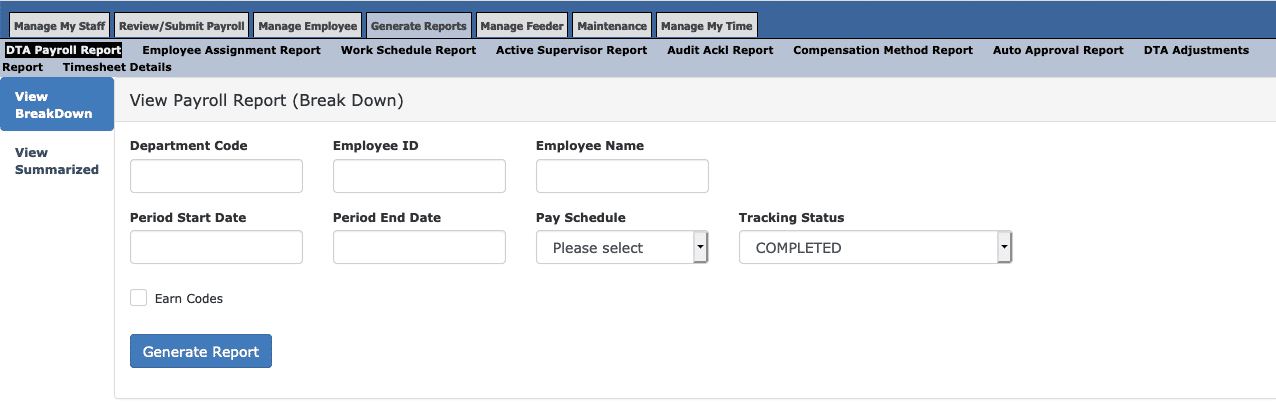 Manage My Staff Review/Submit Payroll Manage Employee Generate Reports Manage Feeder Maintenance Manage My Time
DTA Payroll Report Employee Assignment Report Work Schedule Report Active Supervisor Report Audit Ackl Report Compensation Method Report Auto Approval Report DTA Adjustments
Report Timesheet Details
View
BreakDown
View
Summarized
View Payroll Report (Break Down)
Department Code Employee ID Employee Name
Period Start Date Period End Date Pay Schedule Tracking Status
Please select COMPLETED
Earn Codes
Generate Report